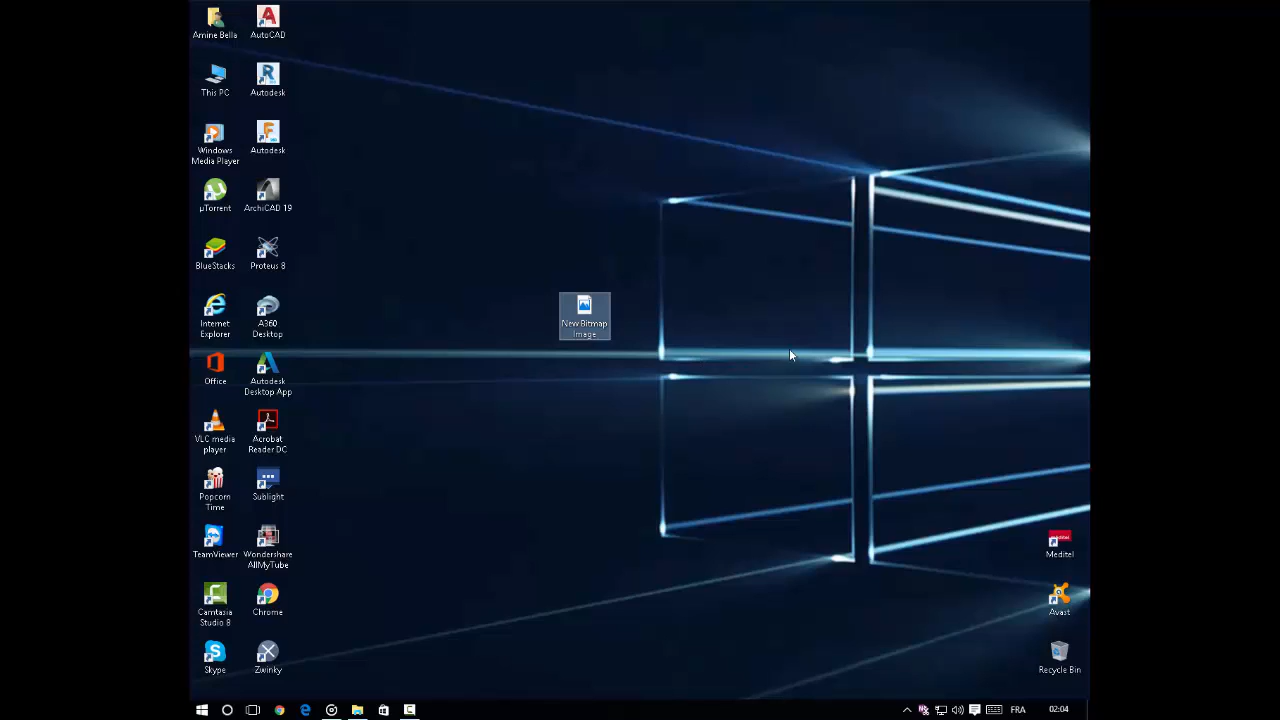 Amine Bella
AutoCAD
This PC
Autodesk
Windows
Media Player
Autodesk
µTorrent
ArchiCAD 19
BlueStacks
Proteus 8
Internet
Explorer
A360
Desktop
Office
Autodesk
Desktop App
VLC media
player
Acrobat
Reader DC
Popcorn
Time
Sublight
TeamViewer
Wondershare
AllMyTube
Camtasia
Studio 8
Chrome
Skype
Zwinky
New Bitmap
Image
Meditel
Avast
Recycle Bin
FRA
02:04